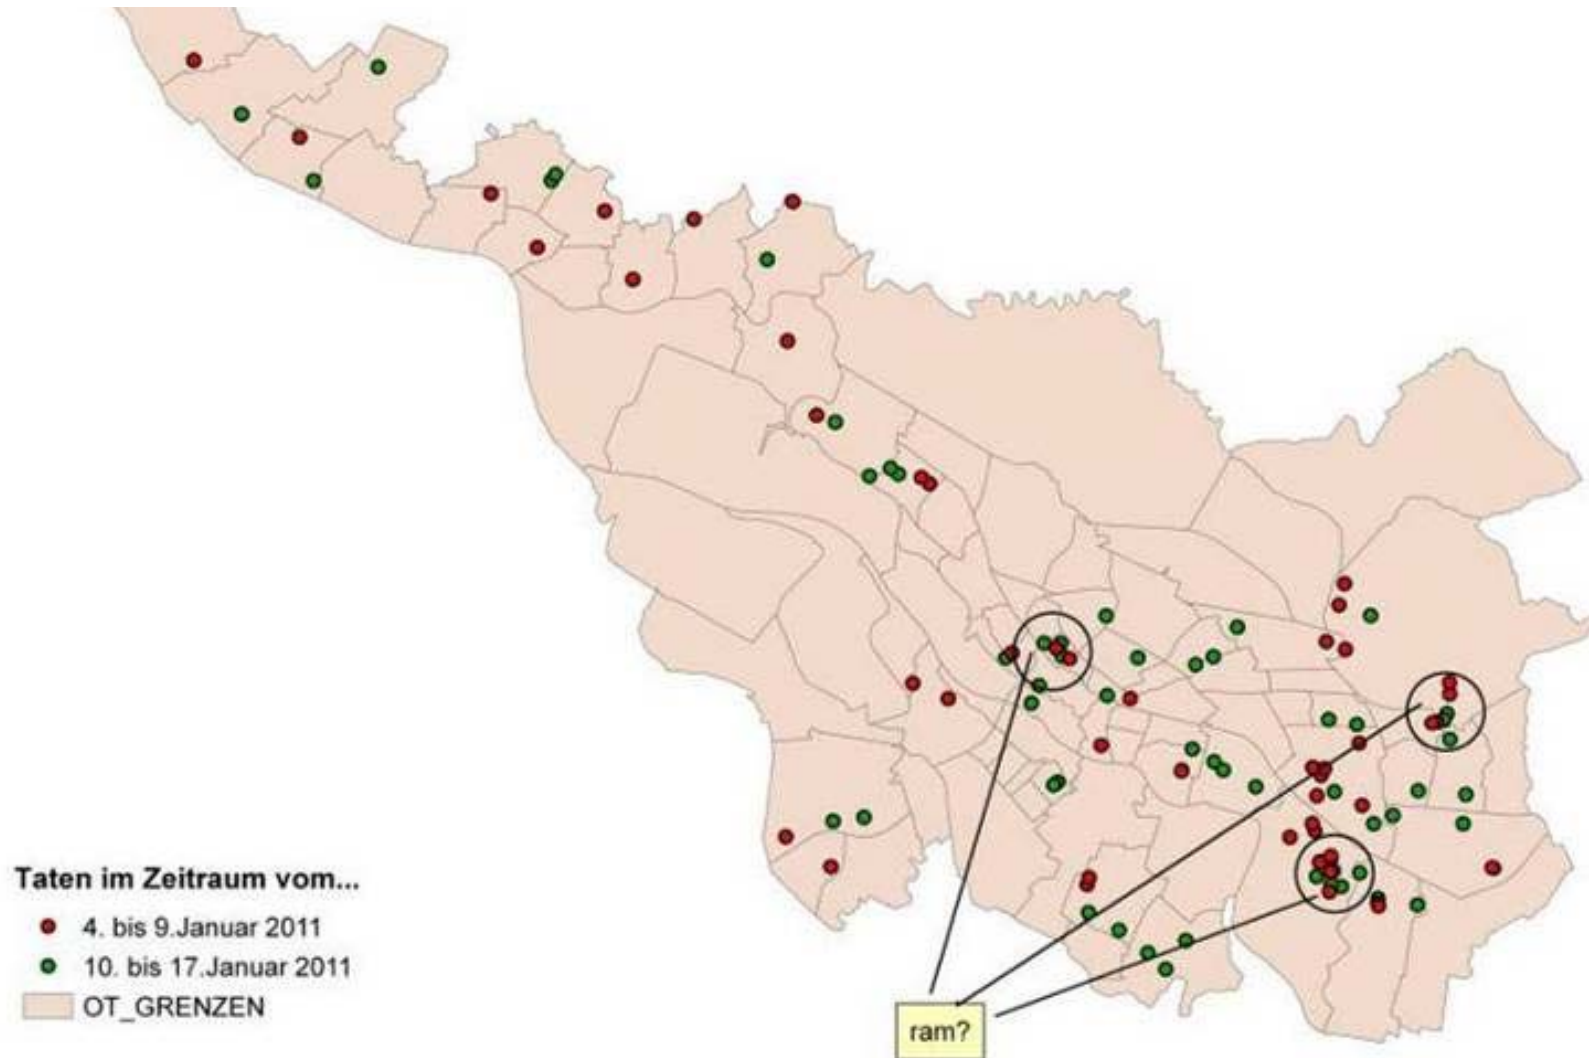 Taten im Zeitraum vom...
4. bis 9.Januar 2011
10. bis 17.Januar 2011
OT_GRENZEN
ram?